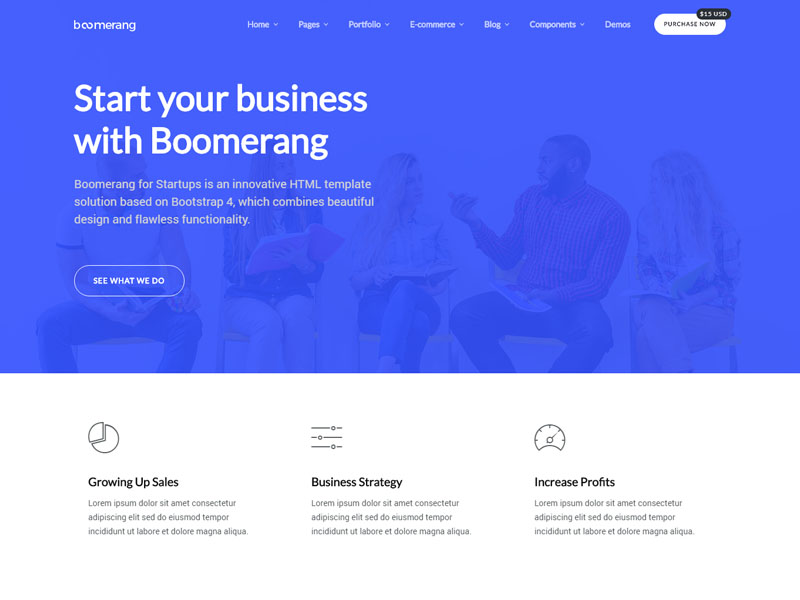 boomerang
Home Pages Portfolio E-commerce Blog Components Demos
$15 USD
PURCHASE NOW
Start your business
with Boomerang
Boomerang for Startups is an innovative HTML template
solution based on Bootstrap 4, which combines beautiful
design and flawless functionality.
SEE WHAT WE DO
Growing Up Sales
Lorem ipsum dolor sit amet consectetur
adipiscing elit sed do eiusmod tempor
incididunt ut labore et dolore magna aliqua.
Business Strategy
Lorem ipsum dolor sit amet consectetur
adipiscing elit sed do eiusmod tempor
incididunt ut labore et dolore magna aliqua.
Increase Profits
Lorem ipsum dolor sit amet consectetur
adipiscing elit sed do eiusmod tempor
incididunt ut labore et dolore magna aliqua.